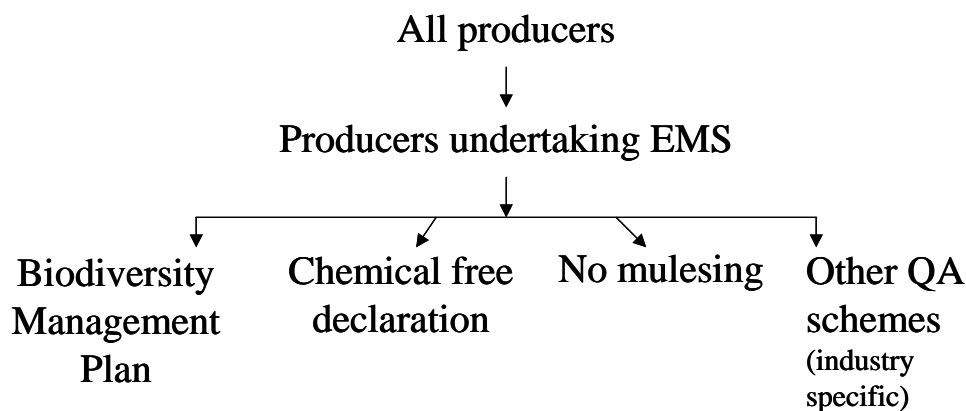 All producers
Producers undertaking EMS
Biodiversity
Management
Plan
Chemical free
declaration
No mulesing
Other QA
schemes
(industry
specific)